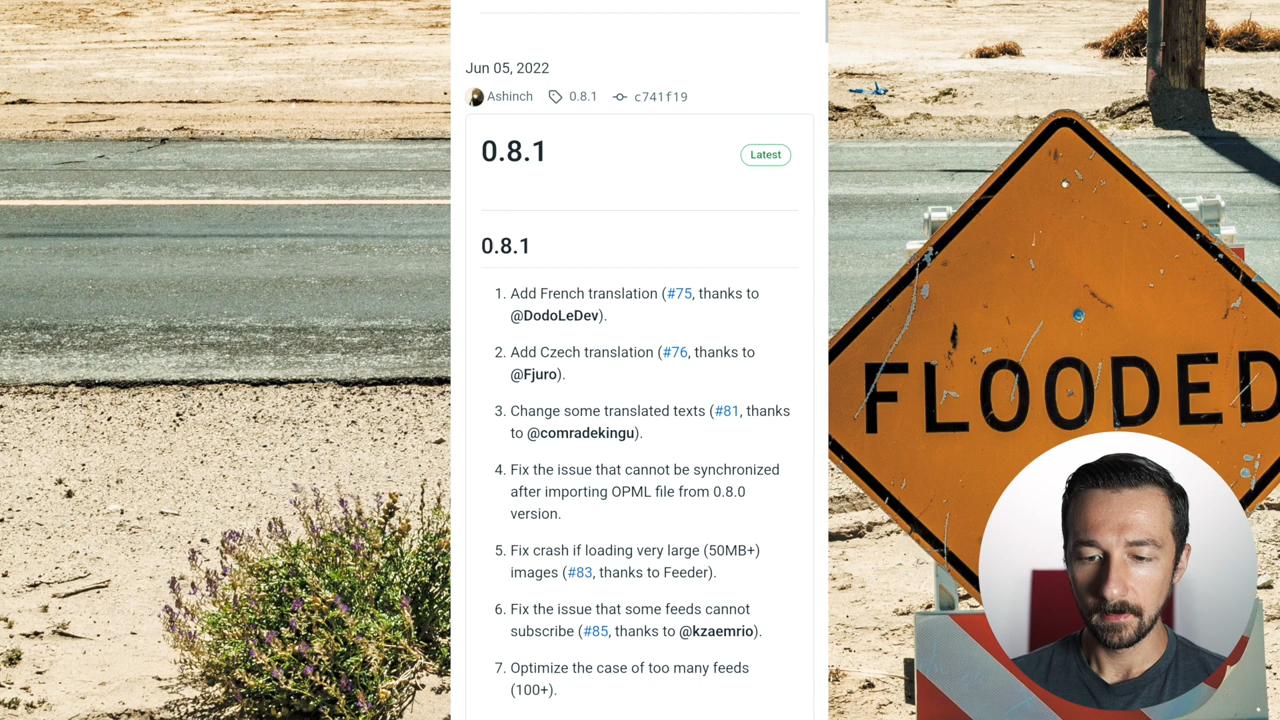 Jun 05, 2022
Ashinch 0.8.1 c741f19
0.8.1
Latest
0.8.1
1. Add French translation (#75, thanks to
@DodoLeDev).
2. Add Czech translation (#76, thanks to
@Fjuro).
3. Change some translated texts (#81, thanks
to @comradekingu).
4. Fix the issue that cannot be synchronized
after importing OPML file from 0.8.0
version.
5. Fix crash if loading very large (50MB+)
images (#83, thanks to Feeder).
6. Fix the issue that some feeds cannot
subscribe (#85, thanks to @kzaemrio).
7. Optimize the case of too many feeds
(100+).
FLOODED